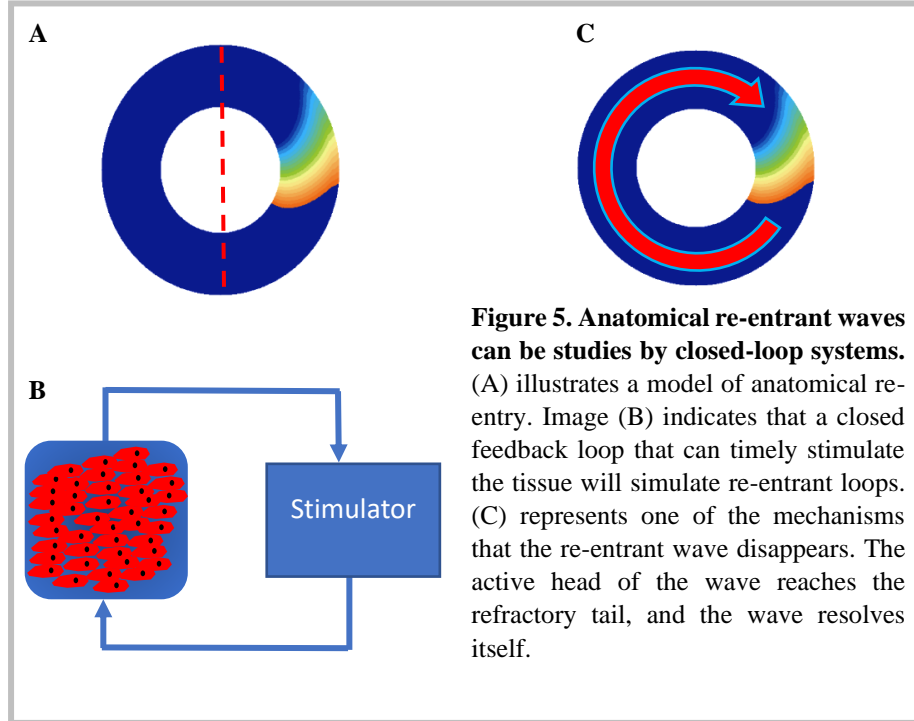 A
C
Figure 5. Anatomical re-entrant waves
can be studies by closed-loop systems.
(A) illustrates a model of anatomical re-
entry. Image (B) indicates that a closed
feedback loop that can timely stimulate
the tissue will simulate re-entrant loops.
(C) represents one of the mechanisms
that the re-entrant wave disappears. The
active head of the wave reaches the
refractory tail, and the wave resolves
itself.
B
Stimulator